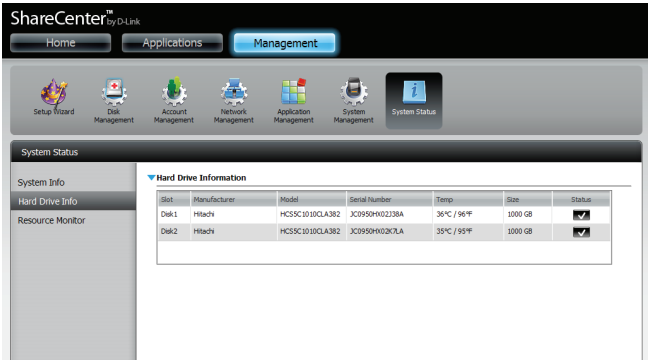 ShareCenter™ by D-Link
Home Applications Management
Setup Wizard Disk Management Account Management Network Management Application Management System Management System Status
System Status
System Info
Hard Drive Info
Resource Monitor
Hard Drive Information
Slot Manufacturer Model Serial Number Temp Size Status
Disk1 Hitachi HCS5C1010CLA382 JC0950HX02J38A 36°C / 96°F 1000 GB
Disk2 Hitachi HCS5C1010CLA382 JC0950HX02K7LA 35°C / 95°F 1000 GB